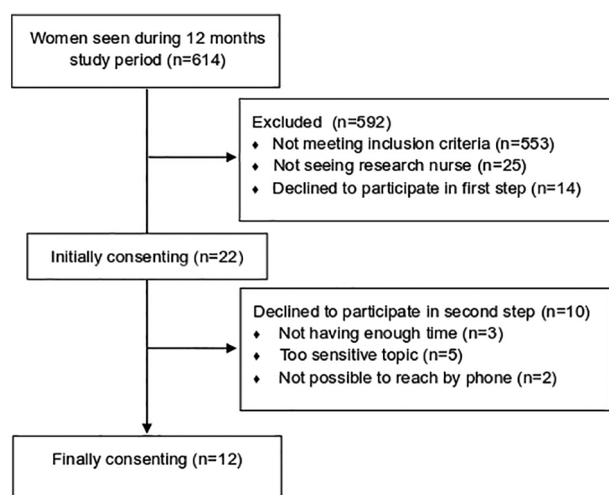 Women seen during 12 months
study period (n=614)
Excluded (n=592)
♦ Not meeting inclusion criteria (n=553)
♦ Not seeing research nurse (n=25)
♦ Declined to participate in first step (n=14)
Initially consenting (n=22)
Declined to participate in second step (n=10)
♦ Not having enough time (n=3)
♦ Too sensitive topic (n=5)
♦ Not possible to reach by phone (n=2)
Finally consenting (n=12)